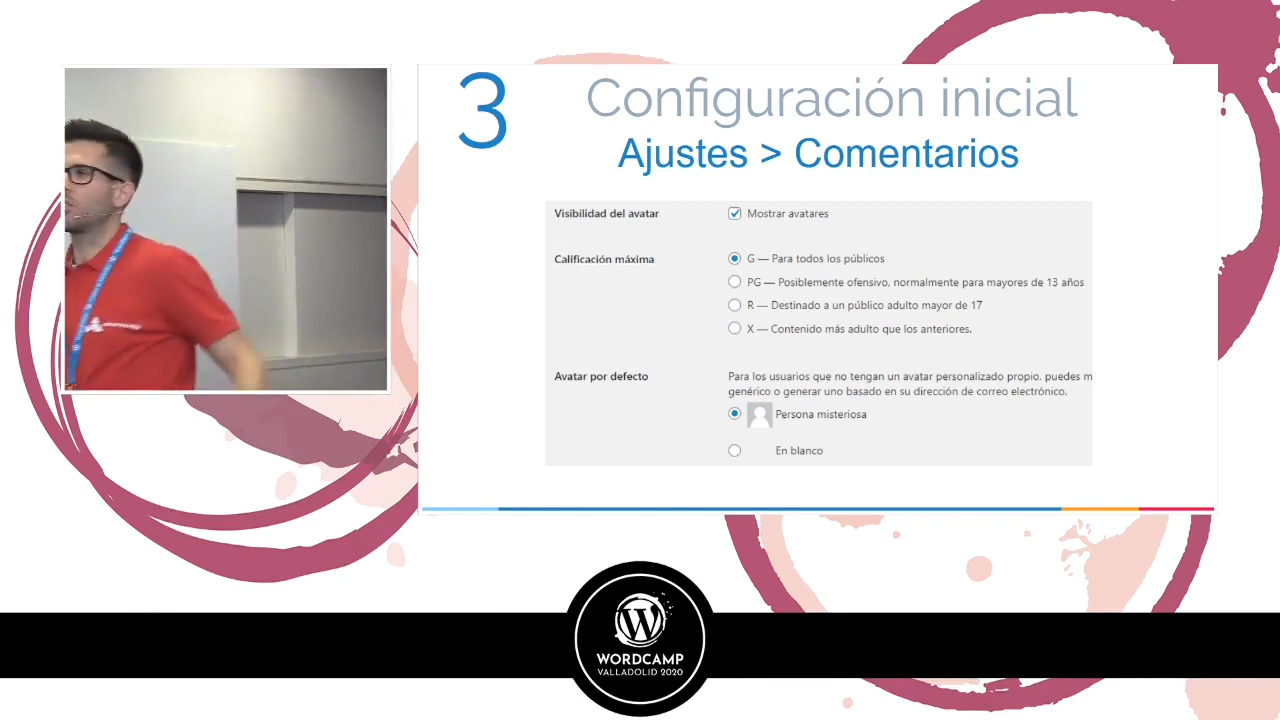 3
Configuración inicial
Ajustes > Comentarios
Visibilidad del avatar
Mostrar avatares
Calificación máxima
G — Para todos los públicos
PG — Posiblemente ofensivo, normalmente para mayores de 13 años
R — Destinado a un público adulto mayor de 17
X — Contenido más adulto que los anteriores.
Avatar por defecto
Para los usuarios que no tengan un avatar personalizado propio, puedes m
genérico o generar uno basado en su dirección de correo electrónico.
Persona misteriosa
En blanco
W
WORDCAMP
VALLADOLID 2020